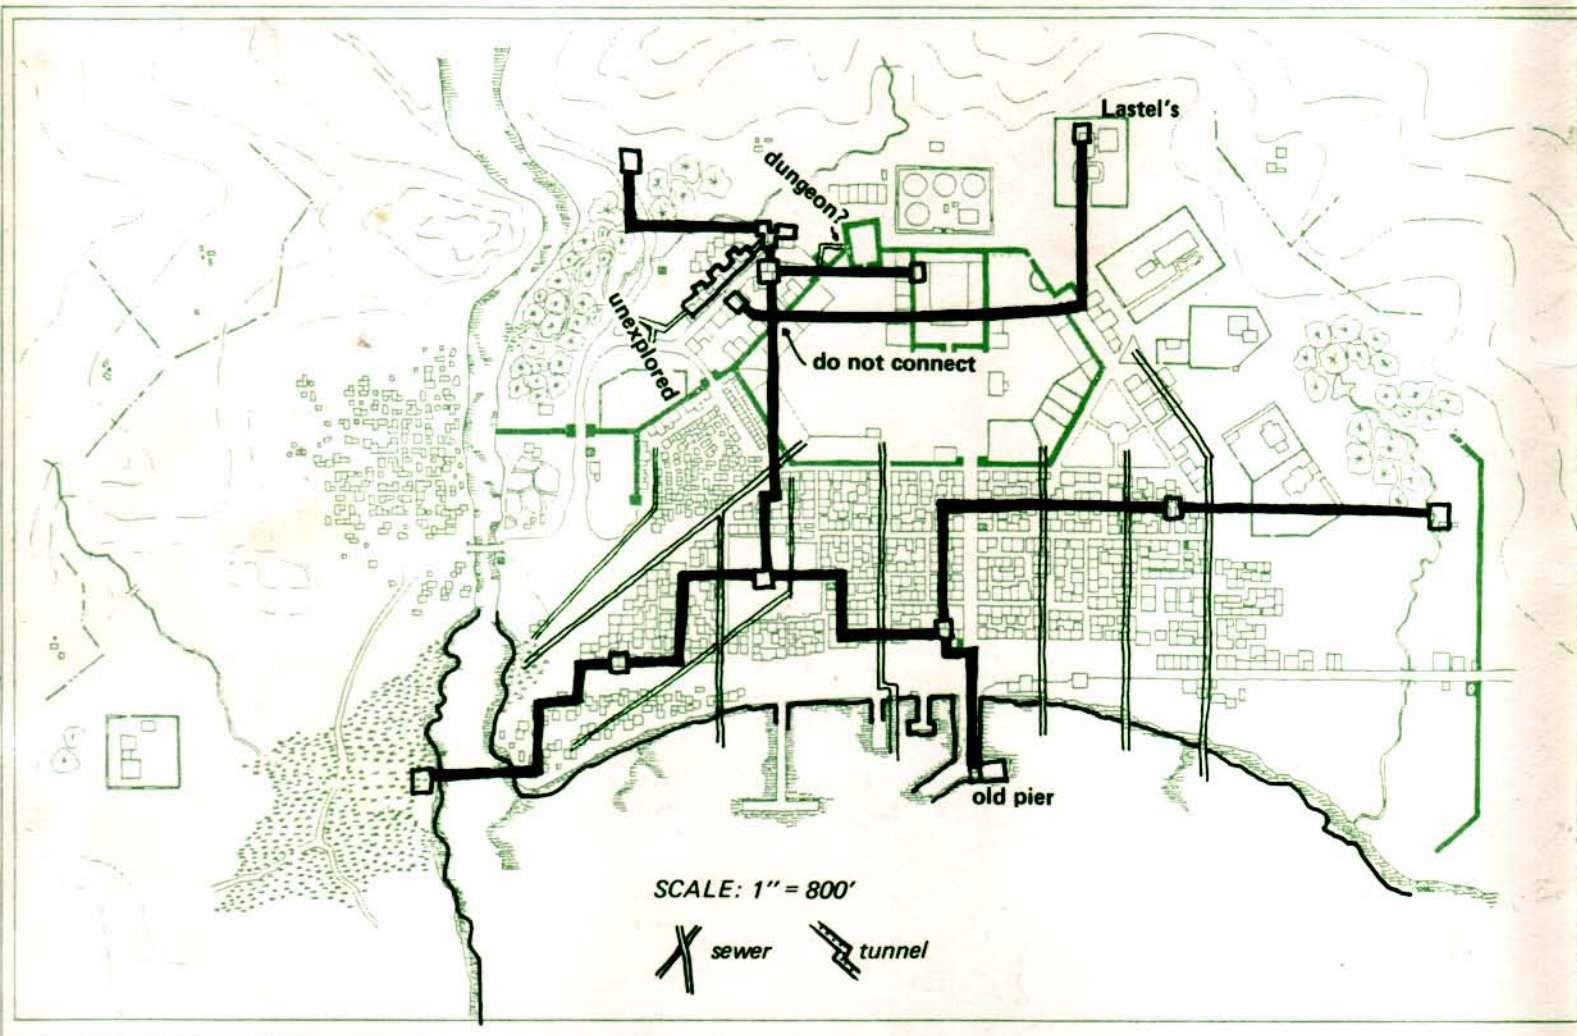 Lastel's
dungeon?
unexplored
do not connect
old pier
SCALE: 1" = 800'
sewer
tunnel